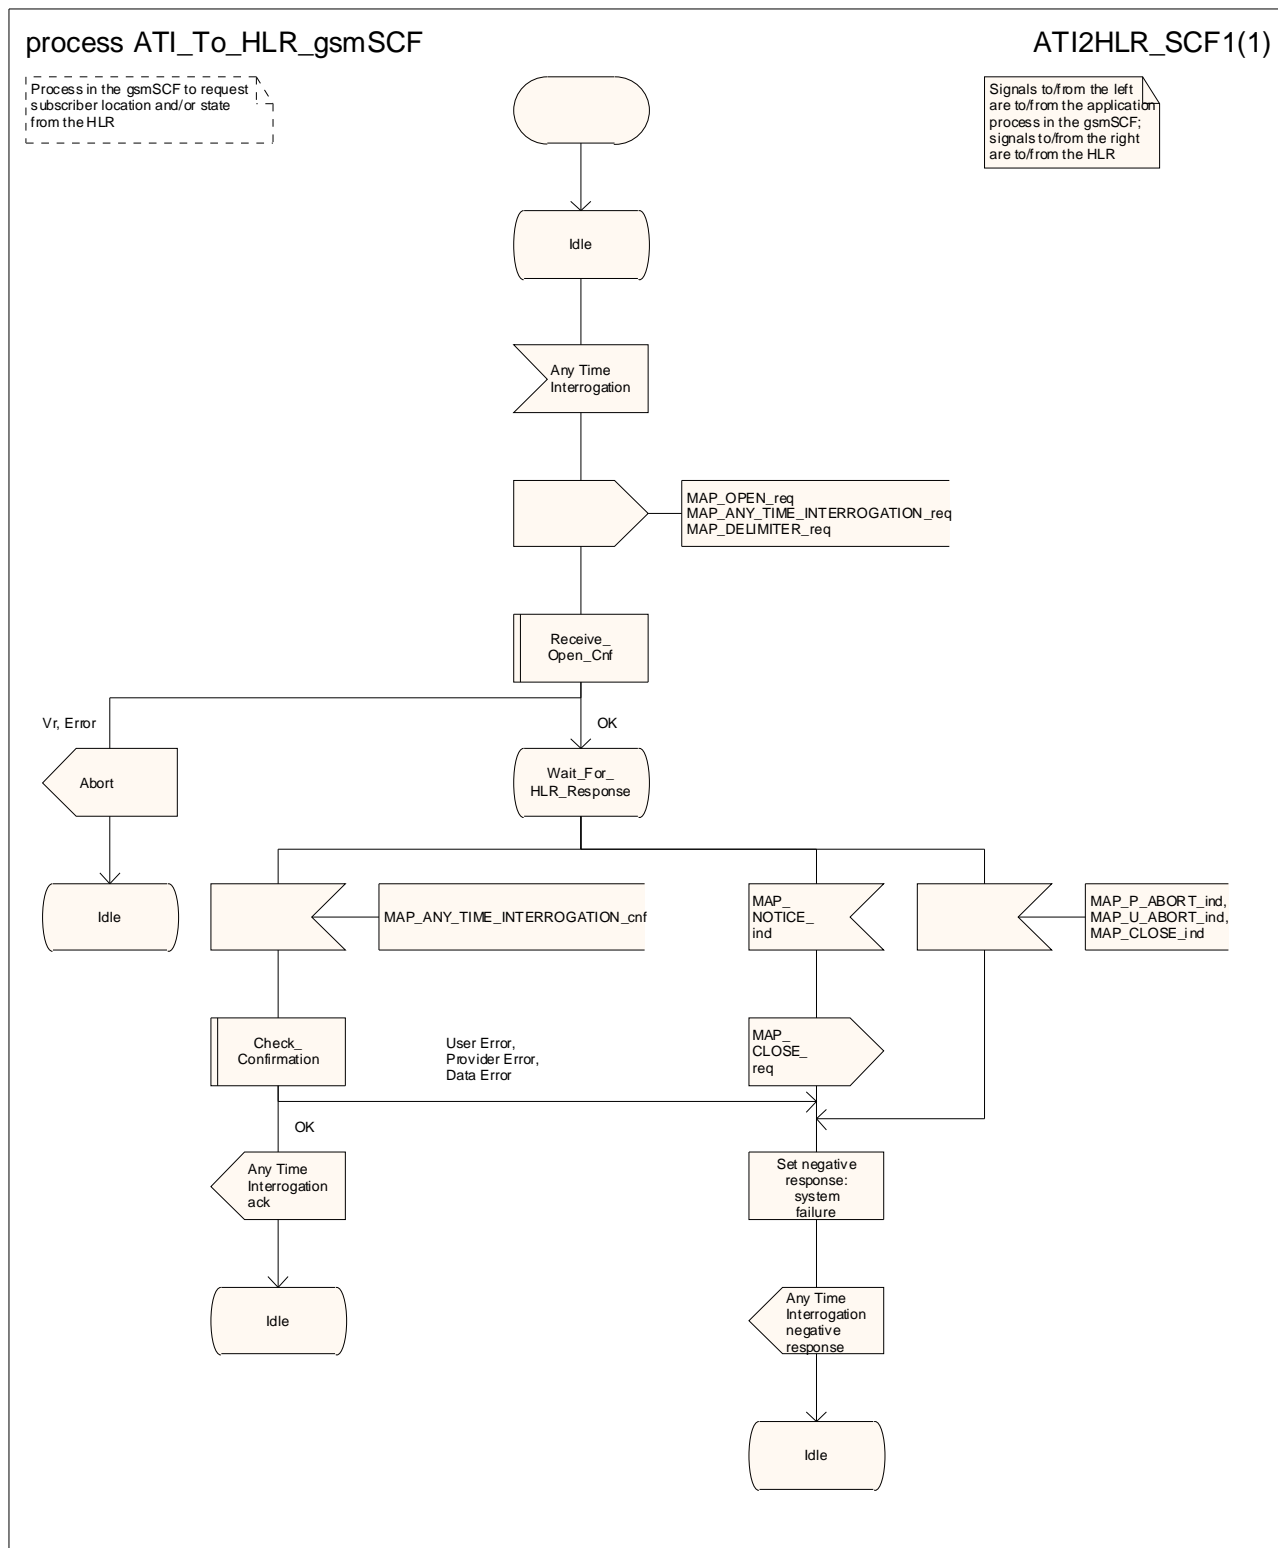 process ATI_To_HLR_gsmSCF
ATI2HLR_SCF1(1)
Process in the gsmSCF to request
subscriber location and/or state
from the HLR
Signals to/from the left
are to/from the application
process in the gsmSCF;
signals to/from the right
are to/from the HLR
Idle
Any Time
Interrogation
MAP_OPEN_req
MAP_ANY_TIME_INTERROGATION_req
MAP_DELIMITER_req
Receive_
Open_Cnf
Vr, Error
OK
Abort
Wait_For_
HLR_Response
Idle
MAP_ANY_TIME_INTERROGATION_cnf
MAP_
NOTICE_
ind
MAP_P_ABORT_ind,
MAP_U_ABORT_ind,
MAP_CLOSE_ind
Check_
Confirmation
User Error,
Provider Error,
Data Error
MAP_
CLOSE_
req
OK
Any Time
Interrogation
ack
Set negative
response:
system
failure
Idle
Any Time
Interrogation
negative
response
Idle